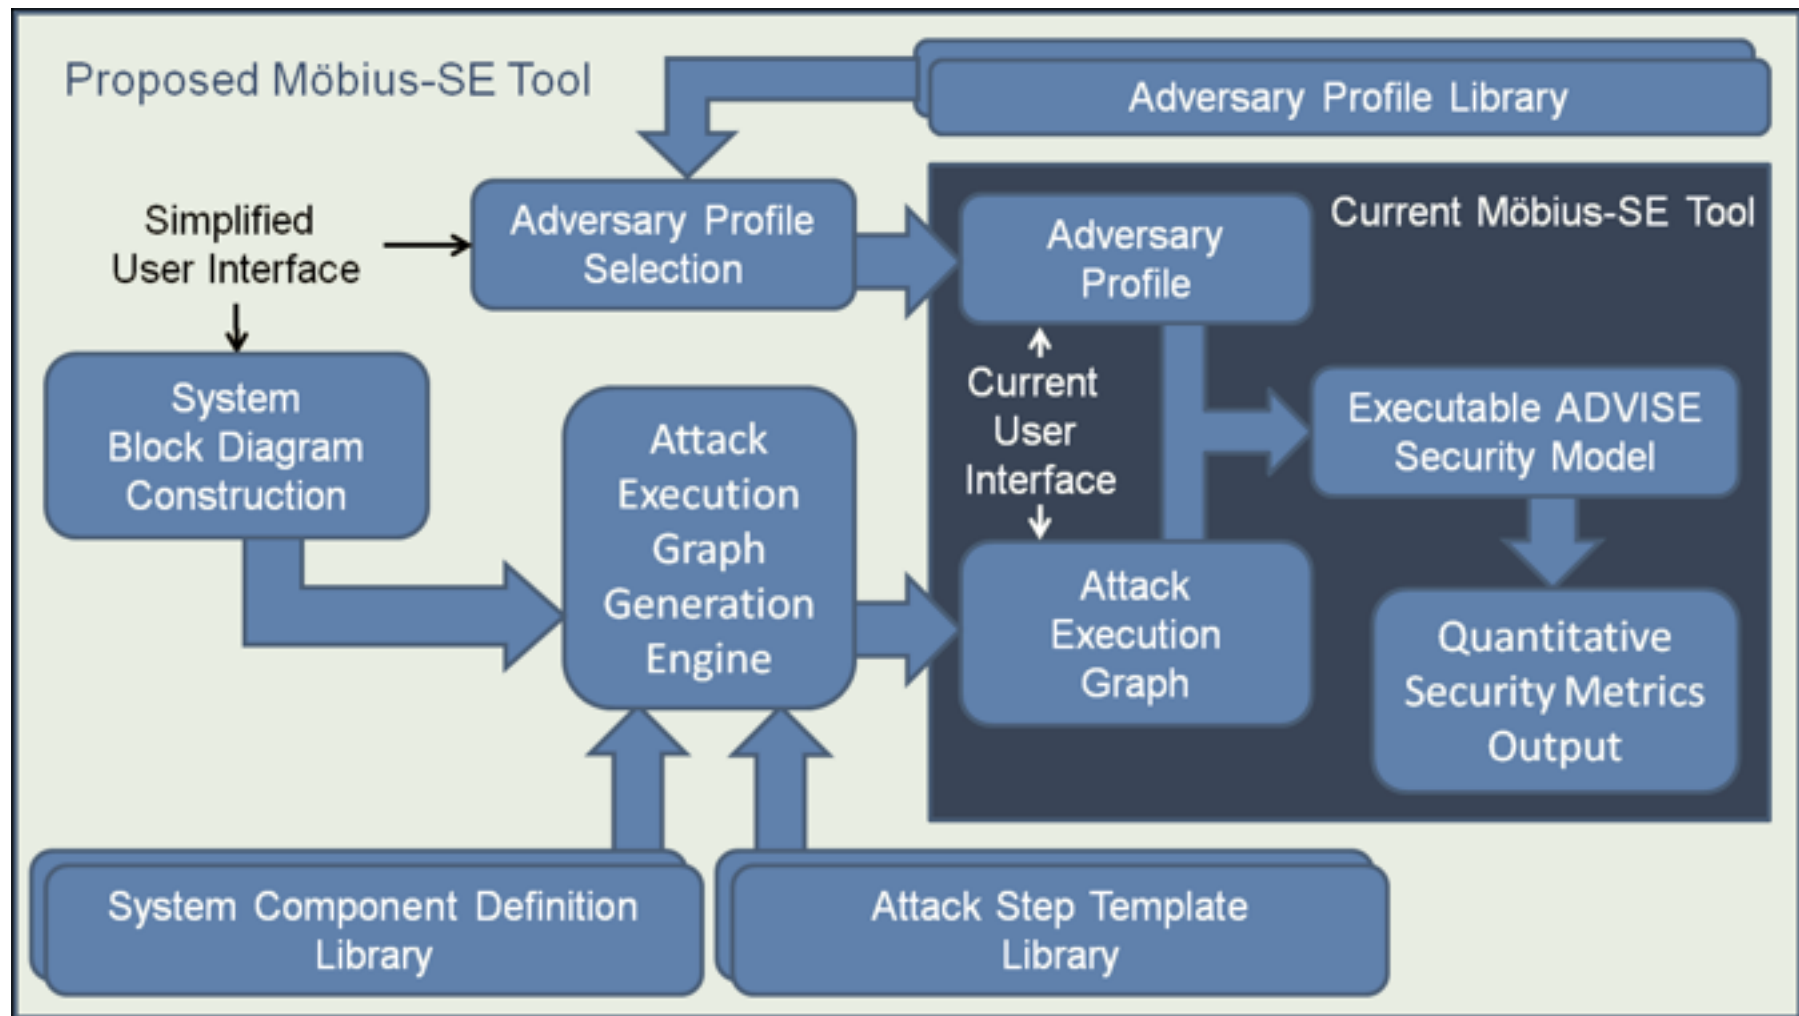 Proposed Möbius-SE Tool
Adversary Profile Library
Simplified
User Interface
Adversary Profile
Selection
Adversary
Profile
Current Möbius-SE Tool
System
Block Diagram
Construction
Attack
Execution
Graph
Generation
Engine
Current
User
Interface
Executable ADVISE
Security Model
Attack
Execution
Graph
Quantitative
Security Metrics
Output
System Component Definition
Library
Attack Step Template
Library